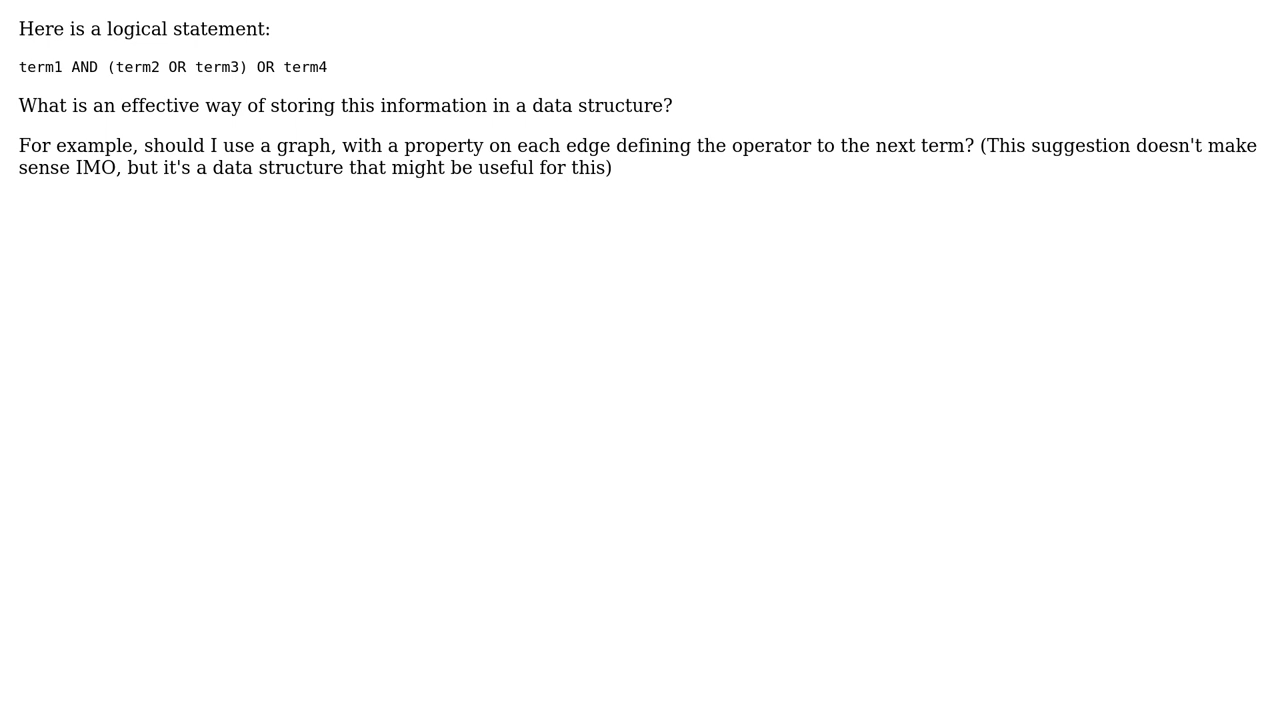 Here is a logical statement:
term1 AND (term2 OR term3) OR term4
What is an effective way of storing this information in a data structure?
For example, should I use a graph, with a property on each edge defining the operator to the next term? (This suggestion doesn't make
sense IMO, but it's a data structure that might be useful for this)